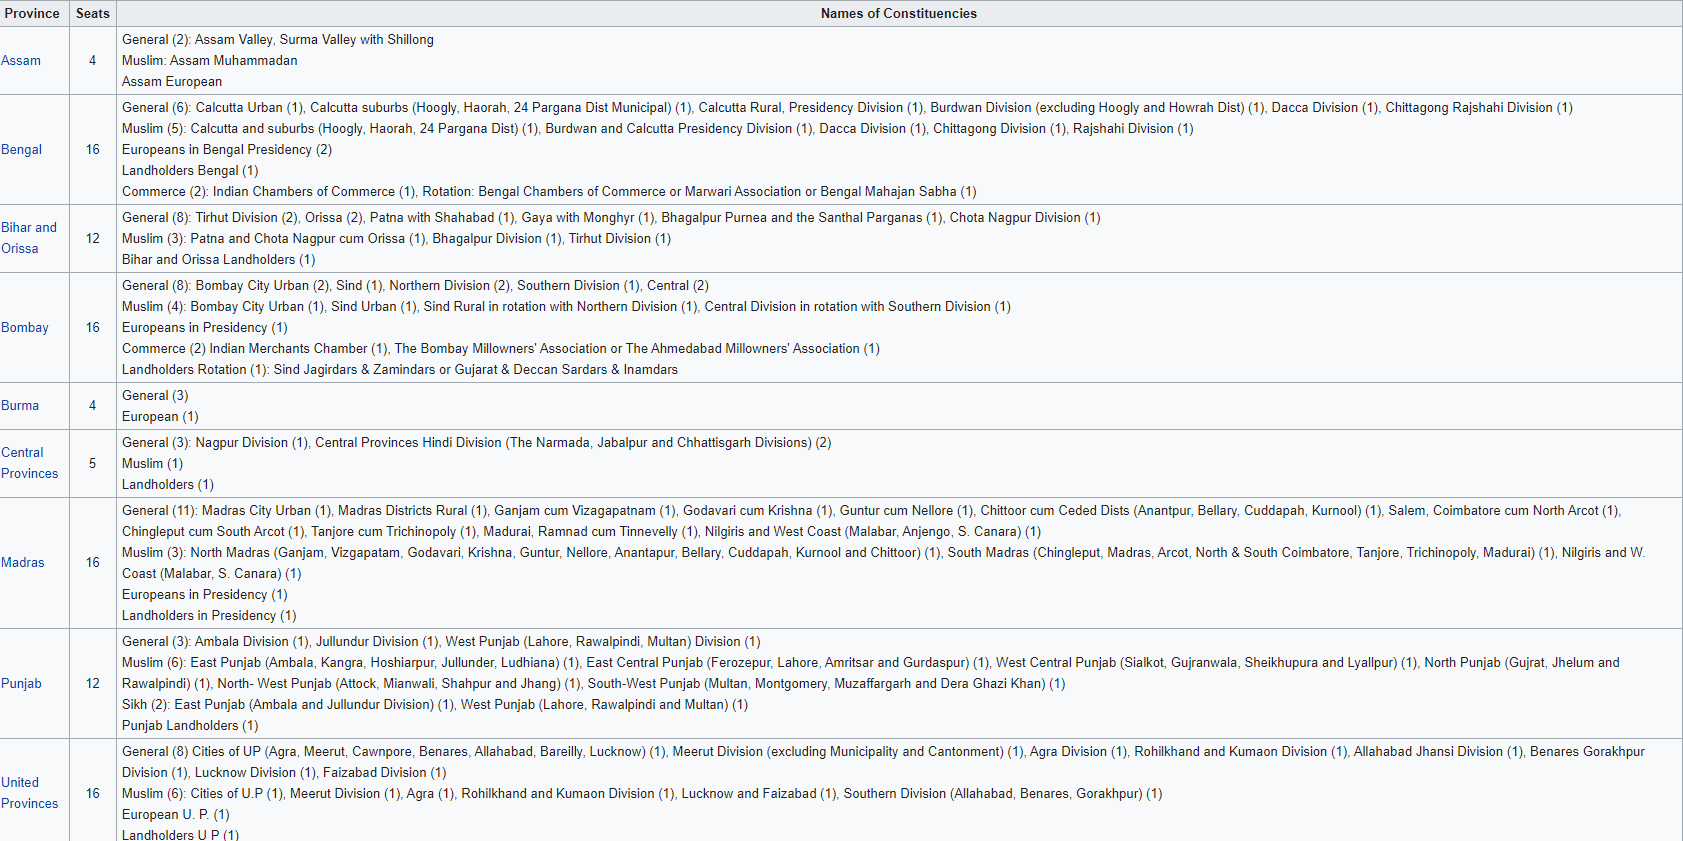 Province Seats Names of Constituencies
Assam 4 General (2): Assam Valley, Surma Valley with Shillong
Muslim: Assam Muhammadan
Assam European
Bengal 16 General (6): Calcutta Urban (1), Calcutta suburbs (Hoogly, Haorah, 24 Pargana Dist Municipal) (1), Calcutta Rural, Presidency Division (1), Burdwan Division (excluding Hoogly and Howrah Dist) (1), Dacca Division (1), Chittagong Rajshahi Division (1)
Muslim (5): Calcutta and suburbs (Hoogly, Haorah, 24 Pargana Dist) (1), Burdwan and Calcutta Presidency Division (1), Dacca Division (1), Chittagong Division (1), Rajshahi Division (1)
Europeans in Bengal Presidency (2)
Landholders Bengal (1)
Commerce (2): Indian Chambers of Commerce (1), Rotation: Bengal Chambers of Commerce or Marwari Association or Bengal Mahajan Sabha (1)
Bihar and Orissa 12 General (8): Tirhut Division (2), Orissa (2), Patna with Shahabad (1), Gaya with Monghyr (1), Bhagalpur Purnea and the Santhal Parganas (1), Chota Nagpur Division (1)
Muslim (3): Patna and Chota Nagpur cum Orissa (1), Bhagalpur Division (1), Tirhut Division (1)
Bihar and Orissa Landholders (1)
Bombay 16 General (8): Bombay City Urban (2), Sind (1), Northern Division (2), Southern Division (1), Central (2)
Muslim (4): Bombay City Urban (1), Sind Urban (1), Sind Rural in rotation with Northern Division (1), Central Division in rotation with Southern Division (1)
Europeans in Presidency (1)
Commerce (2) Indian Merchants Chamber (1), The Bombay Millowners' Association or The Ahmedabad Millowners' Association (1)
Landholders Rotation (1): Sind Jagirdars & Zamindars or Gujarat & Deccan Sardars & Inamdars
Burma 4 General (3)
European (1)
Central Provinces 5 General (3): Nagpur Division (1), Central Provinces Hindi Division (The Narmada, Jabalpur and Chhattisgarh Divisions) (2)
Muslim (1)
Landholders (1)
Madras 16 General (11): Madras City Urban (1), Madras Districts Rural (1), Ganjam cum Vizagapatnam (1), Godavari cum Krishna (1), Guntur cum Nellore (1), Chittoor cum Ceded Dists (Anantpur, Bellary, Cuddapah, Kurnool) (1), Salem, Coimbatore cum North Arcot (1),
Chingleput cum South Arcot (1), Tanjore cum Trichinopoly (1), Madurai, Ramnad cum Tinnevelly (1), Nilgiris and West Coast (Malabar, Anjengo, S. Canara) (1)
Muslim (3): North Madras (Ganjam, Vizgapatam, Godavari, Krishna, Guntur, Nellore, Anantapur, Bellary, Cuddapah, Kurnool and Chittoor) (1), South Madras (Chingleput, Madras, Arcot, North & South Coimbatore, Tanjore, Trichinopoly, Madurai) (1), Nilgiris and W.
Coast (Malabar, S. Canara) (1)
Europeans in Presidency (1)
Landholders in Presidency (1)
Punjab 12 General (3): Ambala Division (1), Jullundur Division (1), West Punjab (Lahore, Rawalpindi, Multan) Division (1)
Muslim (6): East Punjab (Ambala, Kangra, Hoshiarpur, Jullunder, Ludhiana) (1), East Central Punjab (Ferozepur, Lahore, Amritsar and Gurdaspur) (1), West Central Punjab (Sialkot, Gujranwala, Sheikhupura and Lyallpur) (1), North Punjab (Gujrat, Jhelum and
Rawalpindi) (1), North- West Punjab (Attock, Mianwali, Shahpur and Jhang) (1), South-West Punjab (Multan, Montgomery, Muzaffargarh and Dera Ghazi Khan) (1)
Sikh (2): East Punjab (Ambala and Jullundur Division) (1), West Punjab (Lahore, Rawalpindi and Multan) (1)
Punjab Landholders (1)
United Provinces 16 General (8) Cities of UP (Agra, Meerut, Cawnpore, Benares, Allahabad, Bareilly, Lucknow) (1), Meerut Division (excluding Municipality and Cantonment) (1), Agra Division (1), Rohilkhand and Kumaon Division (1), Allahabad Jhansi Division (1), Benares Gorakhpur
Division (1), Lucknow Division (1), Faizabad Division (1)
Muslim (6): Cities of U.P (1), Meerut Division (1), Agra (1), Rohilkhand and Kumaon Division (1), Lucknow and Faizabad (1), Southern Division (Allahabad, Benares, Gorakhpur) (1)
European U. P. (1)
Landholders U P (1)